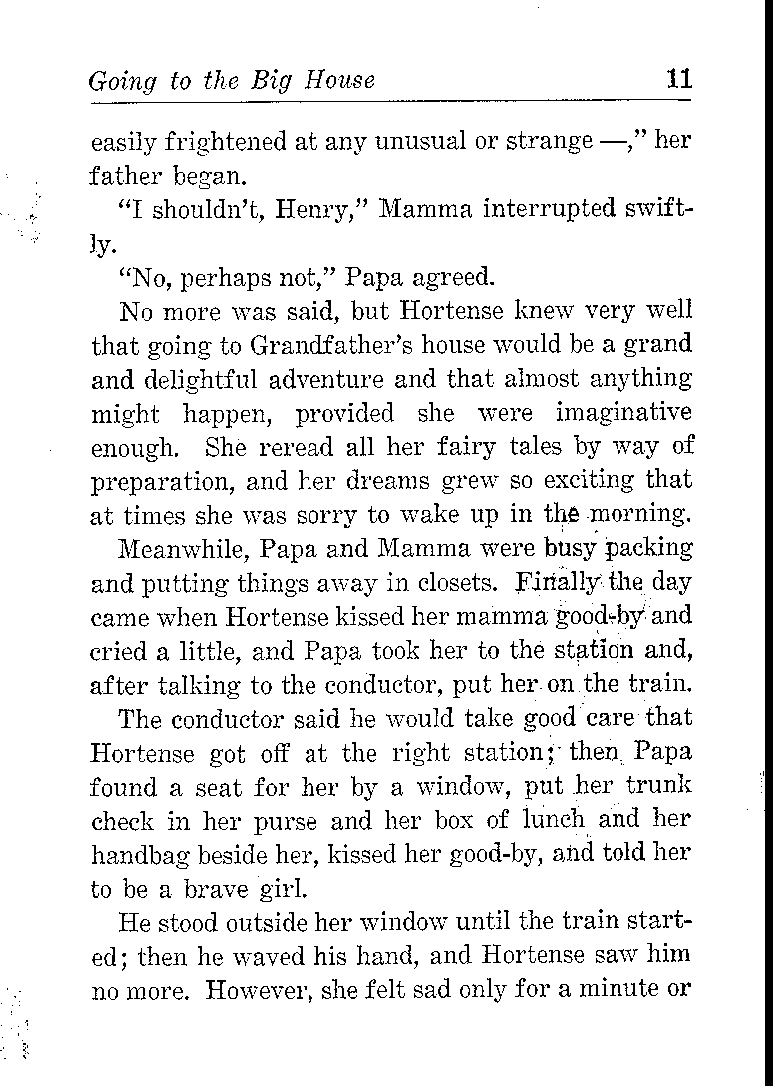 Going to the Big House 11
easily frightened at any unusual or strange —,” her
father began.
“I shouldn’t, Henry,” Mamma interrupted swift-
ly.
“No, perhaps not,” Papa agreed.
No more was said, but Hortense knew very well
that going to Grandfather’s house would be a grand
and delightful adventure and that almost anything
might happen, provided she were imaginative
enough. She reread all her fairy tales by way of
preparation, and her dreams grew so exciting that
at times she was sorry to wake up in the morning.
Meanwhile, Papa and Mamma were busy packing
and putting things away in closets. Finally the day
came when Hortense kissed her mamma good-by and
cried a little, and Papa took her to the station and,
after talking to the conductor, put her on the train.
The conductor said he would take good care that
Hortense got off at the right station; then Papa
found a seat for her by a window, put her trunk
check in her purse and her box of lunch and her
handbag beside her, kissed her good-by, and told her
to be a brave girl.
He stood outside her window until the train start-
ed; then he waved his hand, and Hortense saw him
no more. However, she felt sad only for a minute or